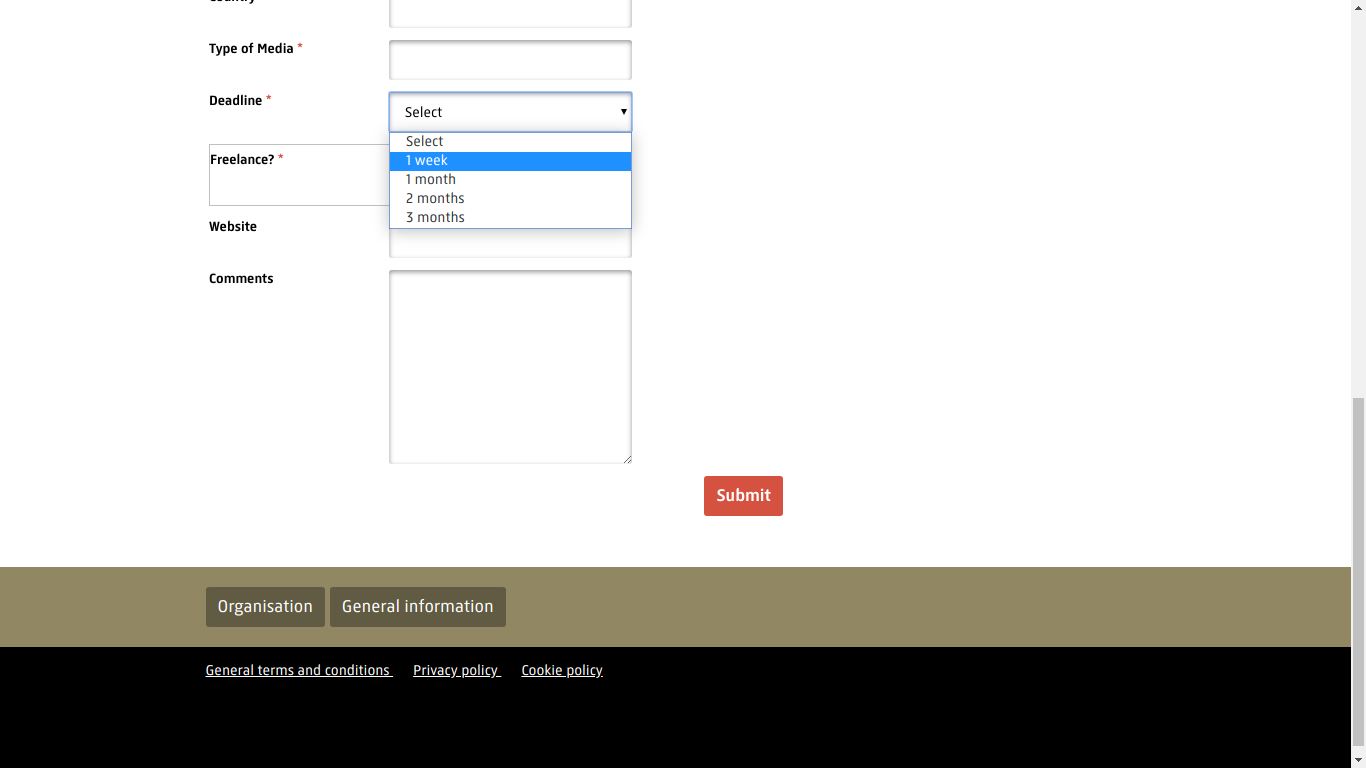 Type of Media *
Deadline *
Select
Select
1 week
1 month
2 months
3 months
Freelance? *
Website
Comments
Submit
Organisation
General information
General terms and conditions
Privacy policy
Cookie policy